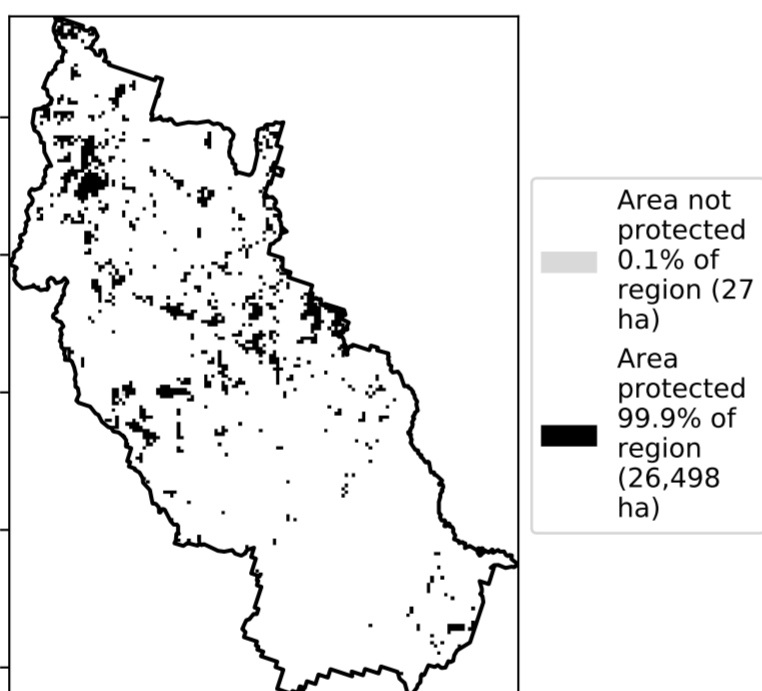 Area not
protected
0.1% of
region (27
ha)
Area
protected
99.9% of
region
(26,498
ha)